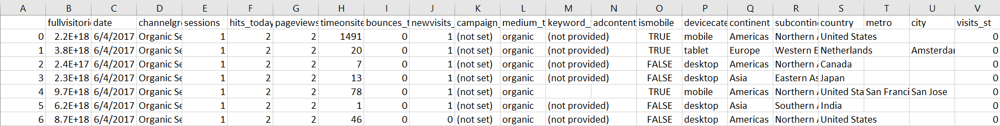 A B C D E F G H I J K L M N O P Q R S T U V
fullvisitori date channelgr sessions hits_today pageviews timeonsite bounces_t newvisits_ campaign_ medium_t keyword_ adcontent ismobile devicecate continent subcontin country metro city visits_st
0 2.2E+18 6/4/2017 Organic Se 1 2 2 1491 0 1 (not set) organic (not provided) TRUE mobile Americas Northern United States 0
1 3.8E+18 6/4/2017 Organic Se 1 2 2 20 0 1 (not set) organic (not provided) TRUE tablet Europe Western E Netherlands Amsterda 0
2 2.4E+17 6/4/2017 Organic Se 1 2 2 7 0 1 (not set) organic (not provided) FALSE desktop Americas Northern Canada 0
3 2.3E+18 6/4/2017 Organic Se 1 2 2 13 0 1 (not set) organic (not provided) FALSE desktop Asia Eastern As Japan 0
4 9.7E+18 6/4/2017 Organic Se 1 2 2 78 0 1 (not set) organic TRUE mobile Americas Northern United Sta San Franci San Jose 0
5 6.2E+18 6/4/2017 Organic Se 1 2 2 1 0 1 (not set) organic (not provided) FALSE desktop Asia Southern India 0
6 8.7E+18 6/4/2017 Organic Se 1 2 2 46 0 0 (not set) organic (not provided) FALSE desktop Americas Northern United States 0